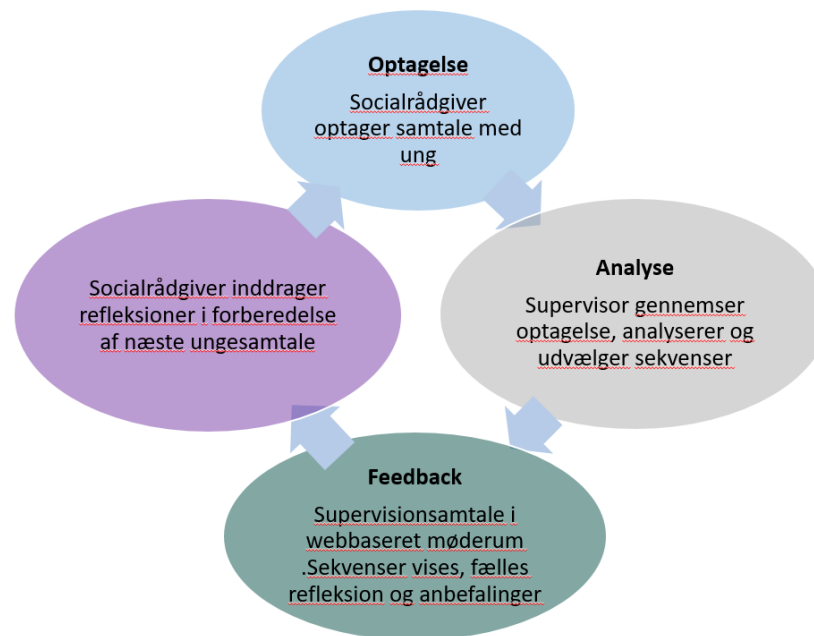 Optagelse
Socialrådgiver
optager samtale med
ung
Analyse
Supervisor gennemser
optagelse, analyserer og
udvælger sekvenser
Feedback
Supervisionsamtale i
webbaseret møderum
.Sekvenser vises, fælles
refleksion og anbefalinger
Socialrådgiver inddrager
refleksioner i forberedelse
af næste ungesamtale